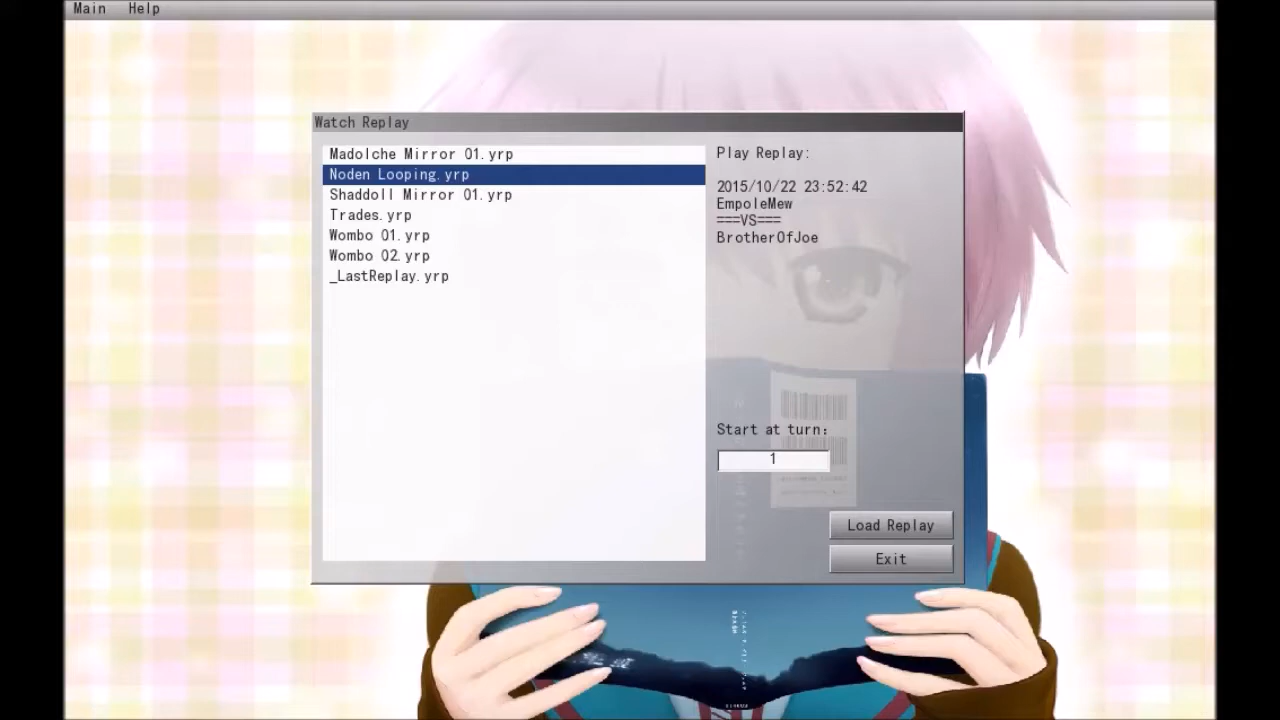 Main Help
Watch Replay
Madolche Mirror 01.yrp
Noden Looping.yrp
Shaddoll Mirror 01.yrp
Trades.yrp
Wombo 01.yrp
Wombo 02.yrp
_LastReplay.yrp
Play Replay:
2015/10/22 23:52:42
EmpoleMew
===VS===
BrotherOfJoe
Start at turn:
1
Load Replay
Exit